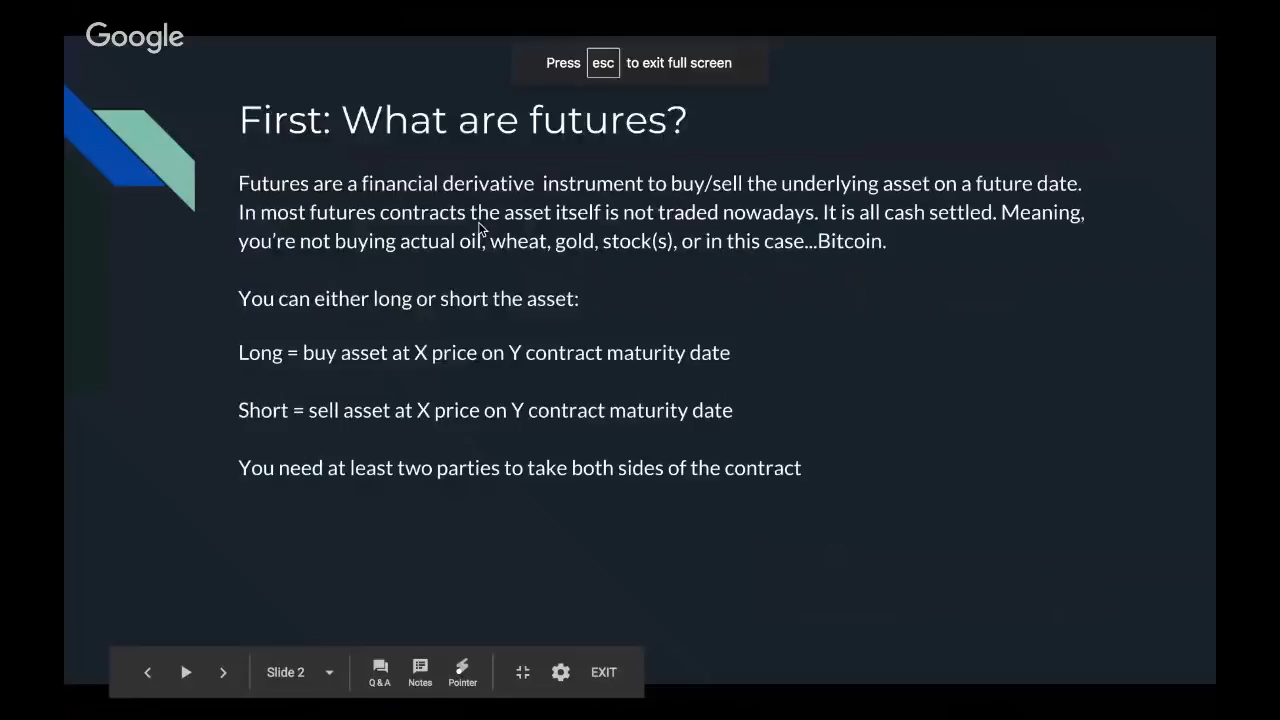 Google
Press esc to exit full screen
First: What are futures?
Futures are a financial derivative instrument to buy/sell the underlying asset on a future date.
In most futures contracts the asset itself is not traded nowadays. It is all cash settled. Meaning,
you're not buying actual oil, wheat, gold, stock(s), or in this case...Bitcoin.
You can either long or short the asset:
Long = buy asset at X price on Y contract maturity date
Short = sell asset at X price on Y contract maturity date
You need at least two parties to take both sides of the contract
Slide 2
Q & A
Notes
Pointer
EXIT